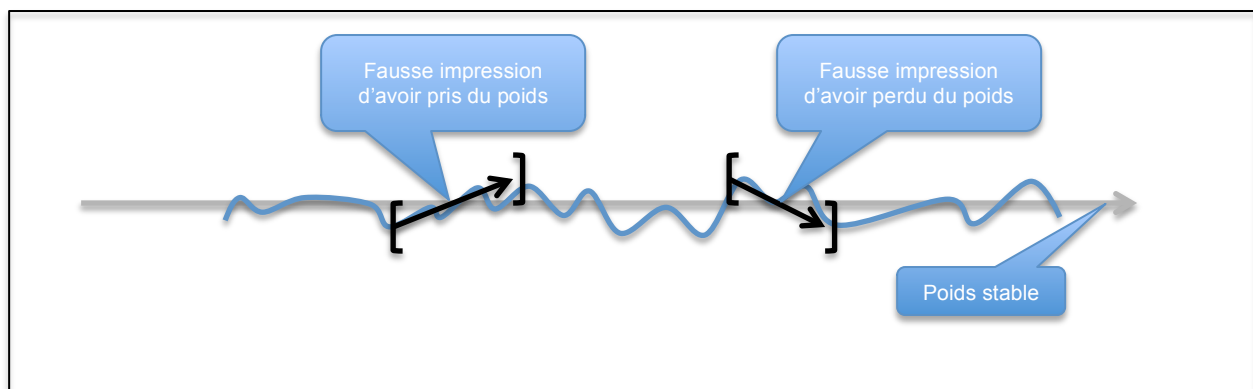 Fausse impression
d'avoir pris du poids
Fausse impression
d'avoir perdu du poids
Poids stable